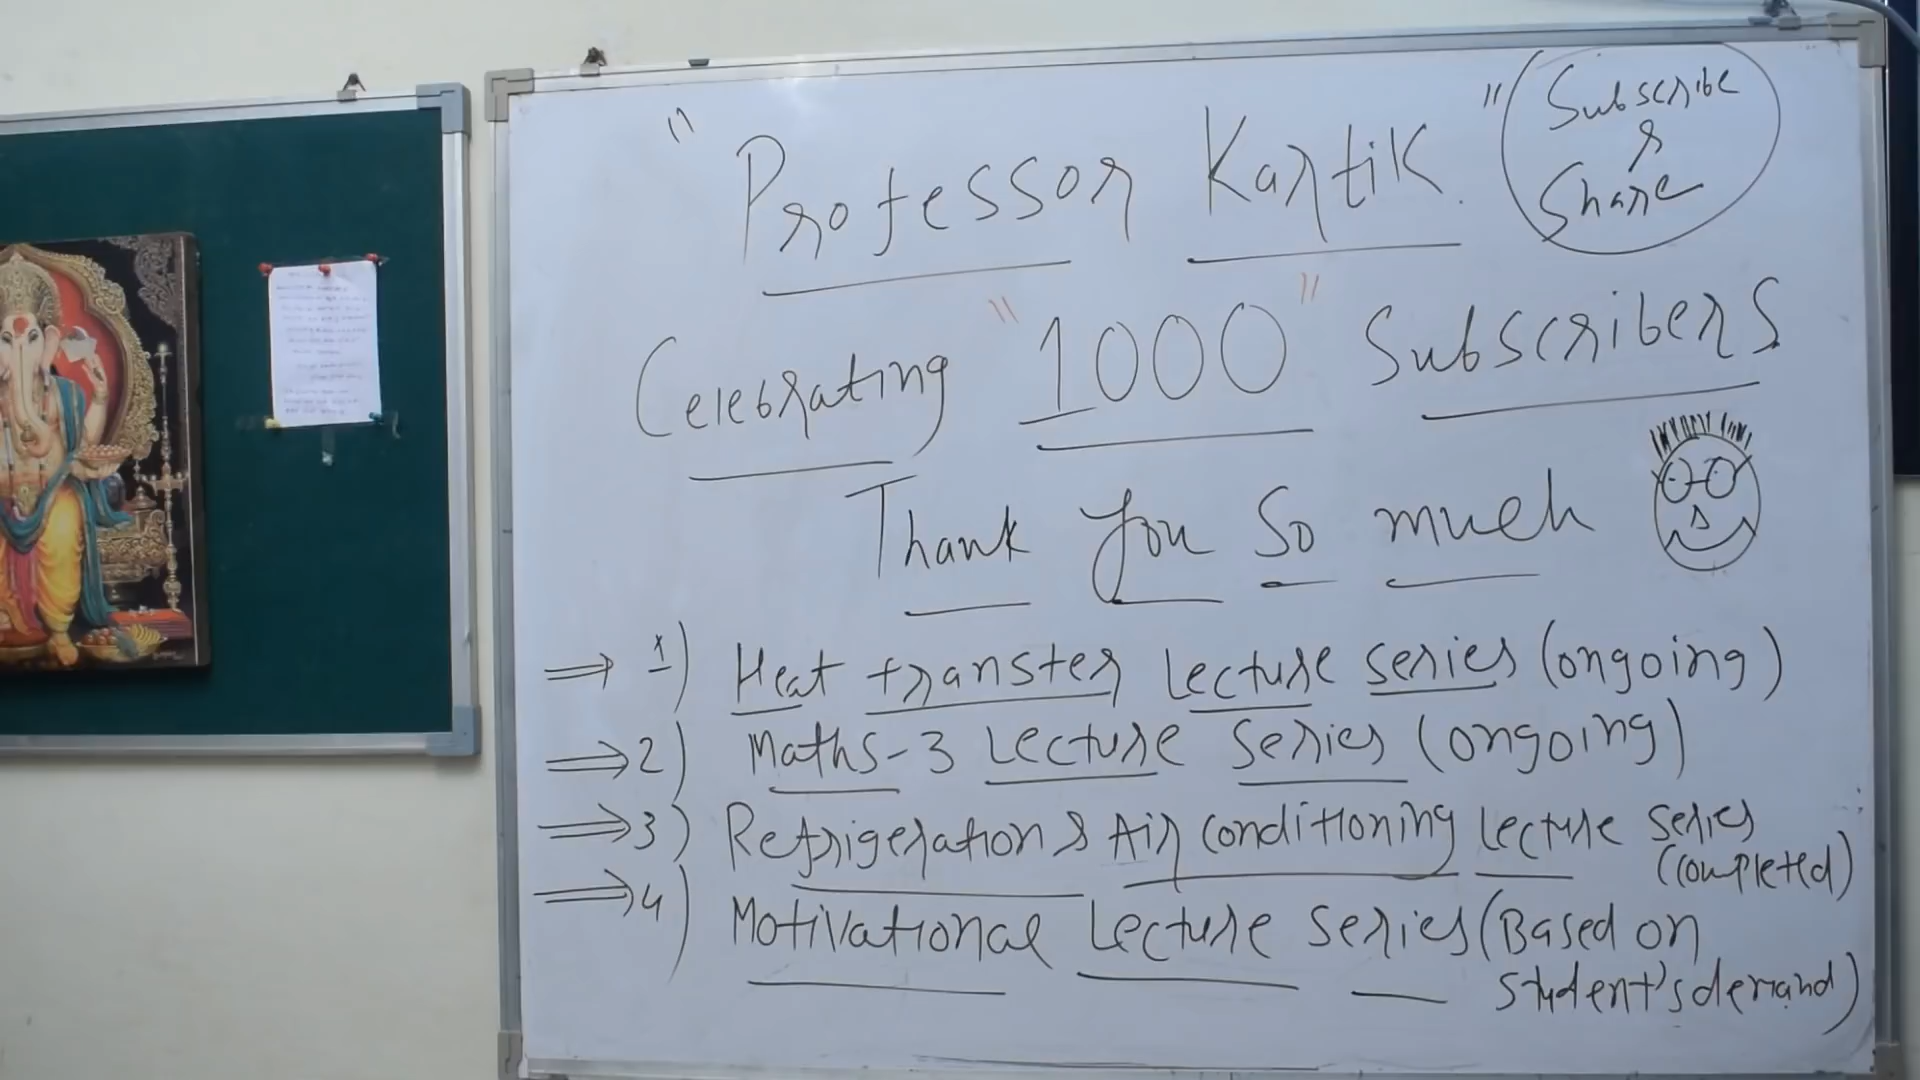 "Professor Kartik"
Subscribe
&
Share
Celebrating "1000" Subscribers
Thank you so much
⇒ 1) Heat transfer Lecture series (ongoing)
⇒ 2) Maths-3 Lecture series (ongoing)
⇒ 3) Refrigeration & Air conditioning Lecture series
(completed)
⇒ 4) Motivational Lecture series (Based on
student's demand)